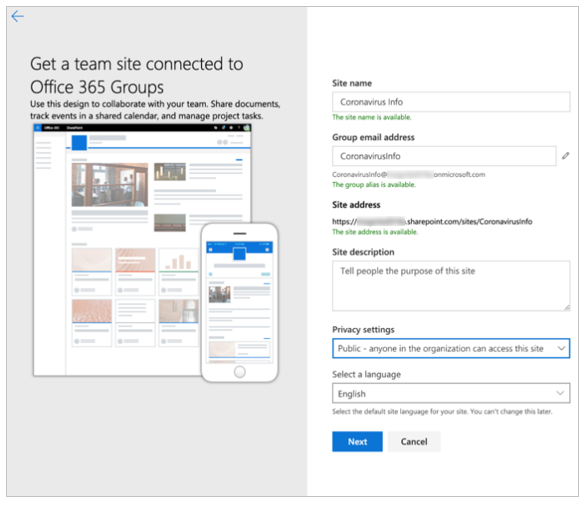 Get a team site connected to
Office 365 Groups
Use this design to collaborate with your team. Share documents,
track events in a shared calendar, and manage project tasks.
Office 365 SharePoint
Site name
Coronavirus Info
The site name is available.
Group email address
CoronavirusInfo
CoronavirusInfo@ onmicrosoft.com
The group alias is available.
Site address
https:// .sharepoint.com/sites/CoronavirusInfo
The site address is available.
Site description
Tell people the purpose of this site
Privacy settings
Public - anyone in the organization can access this site
Select a language
English
Select the default site language for your site. You can't change this later.
Next
Cancel